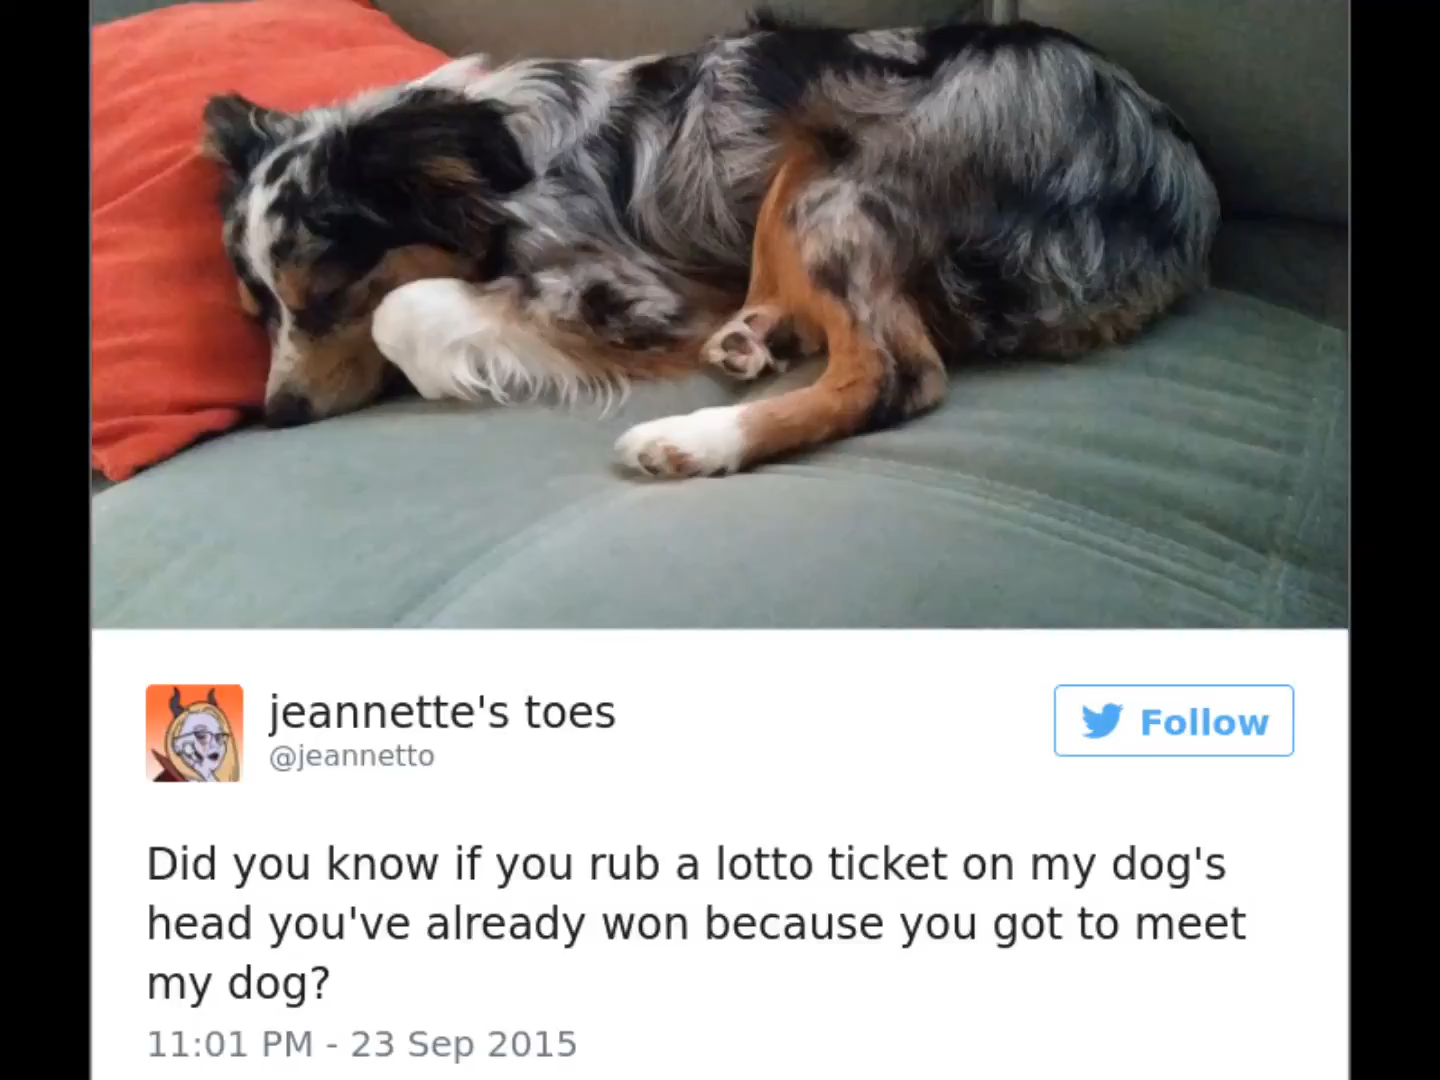 jeannette's toes
Follow
@jeannetto
Did you know if you rub a lotto ticket on my dog's
head you've already won because you got to meet
my dog?
11:01 PM - 23 Sep 2015